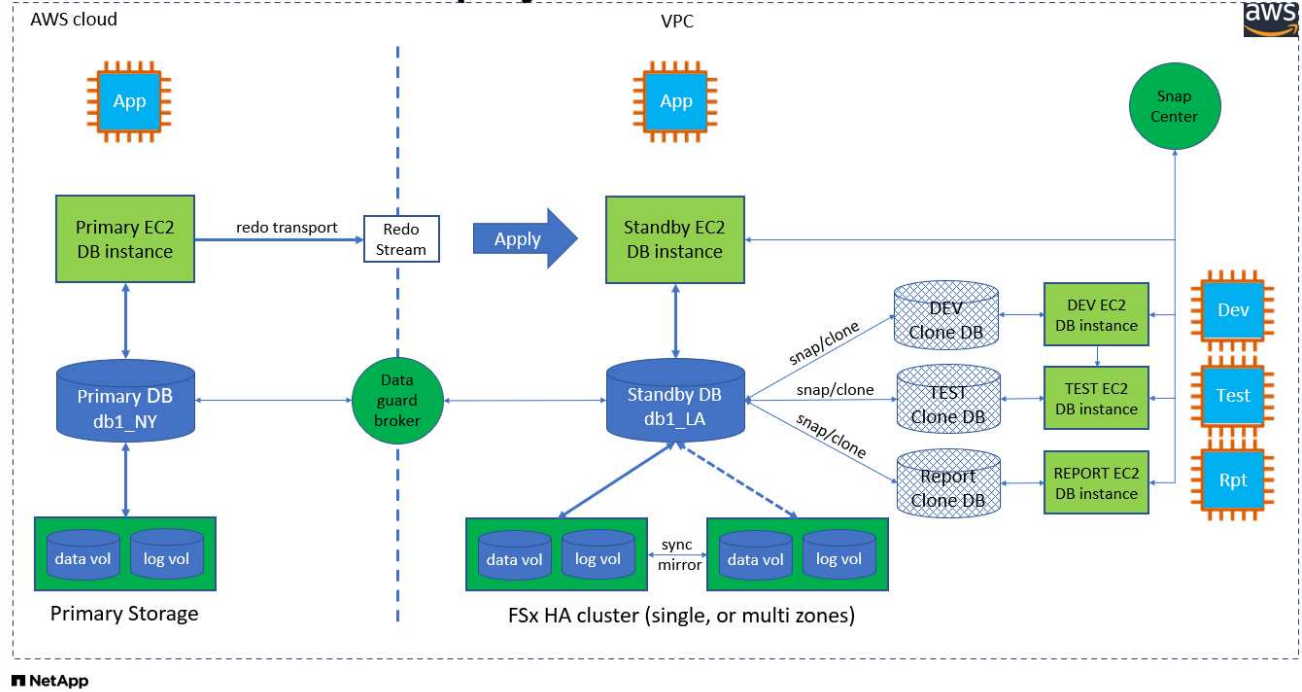 AWS cloud
VPC
aws
App
App
Snap
Center
Primary EC2
DB instance
redo transport
Redo
Stream
Apply
Standby EC2
DB instance
DEV
Clone DB
DEV EC2
DB instance
Dev
snap/clone
Primary DB
db1_NY
Data
guard
broker
Standby DB
db1_LA
snap/clone
TEST
Clone DB
TEST EC2
DB instance
Test
snap/clone
Report
Clone DB
REPORT EC2
DB instance
Rpt
data vol
log vol
data vol
log vol
sync
mirror
data vol
log vol
Primary Storage
FSx HA cluster (single, or multi zones)
NetApp